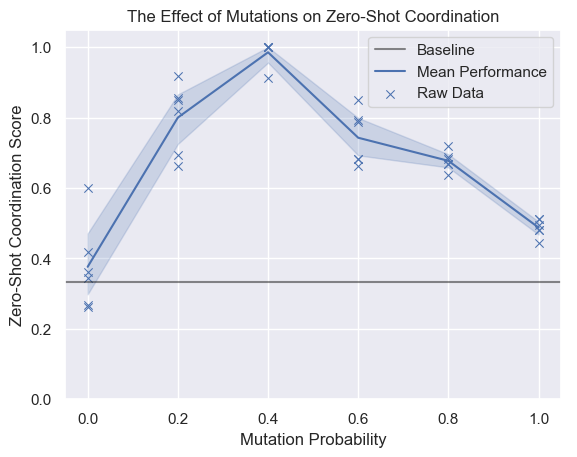 The Effect of Mutations on Zero-Shot Coordination
Baseline
Mean Performance
Raw Data
Zero-Shot Coordination Score
1.0
0.8
0.6
0.4
0.2
0.0
0.0 0.2 0.4 0.6 0.8 1.0
Mutation Probability